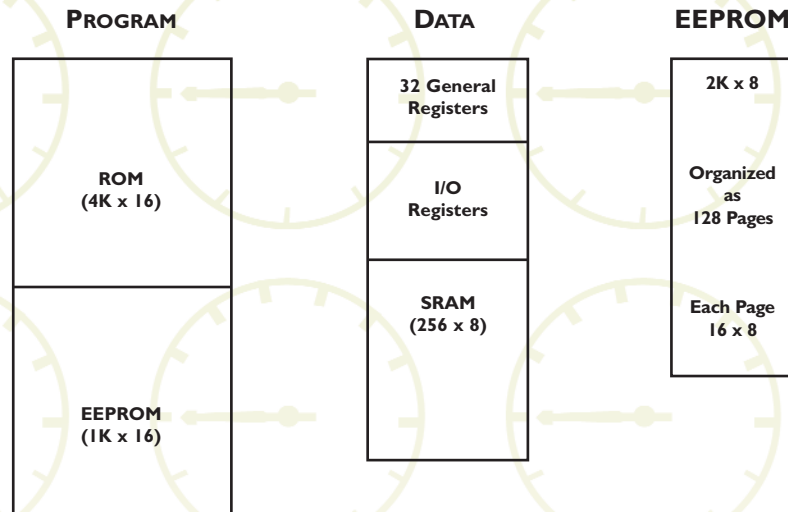 PROGRAM
ROM
(4K x 16)
EEPROM
(1K x 16)
DATA
32 General
Registers
I/O
Registers
SRAM
(256 x 8)
EEPROM
2K x 8
Organized
as
128 Pages
Each Page
16 x 8